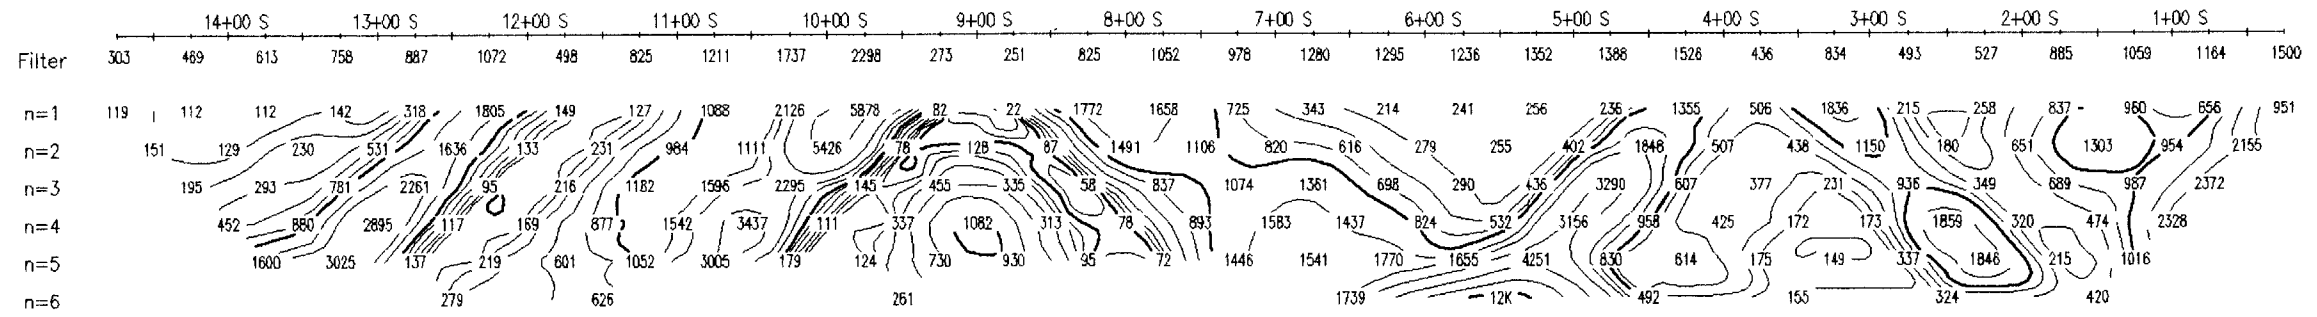 14+00 S 13+00 S 12+00 S 11+00 S 10+00 S 9+00 S 8+00 S 7+00 S 6+00 S 5+00 S 4+00 S 3+00 S 2+00 S 1+00 S
Filter 303 469 613 758 887 1072 498 825 1211 1737 2298 273 251 825 1052 978 1280 1295 1236 1352 1388 1528 436 834 493 527 885 1059 1164 1500
n=1 119 112 112 142 318 1805 149 127 1088 2126 5878 82 22 1772 1658 725 343 214 241 256 236 1355 506 1836 215 258 837 960 656 951
n=2 151 129 230 531 1636 133 231 984 1111 5426 78 128 87 1491 1106 820 616 279 255 402 1848 507 438 1150 180 651 1303 954 2155
n=3 195 293 781 2261 95 216 1182 1596 2295 145 455 335 58 837 1074 1361 698 290 436 3290 607 377 231 936 349 689 987 2372
n=4 452 880 2895 117 169 877 1542 3437 111 337 1082 313 78 893 1583 1437 824 532 3156 958 425 172 173 1859 320 474 2328
n=5 1600 3025 137 219 601 1052 3005 179 124 730 930 95 72 1446 1541 1770 1655 4251 830 614 175 149 337 1846 215 1016
n=6 279 626 261 1739 12K 492 155 324 420